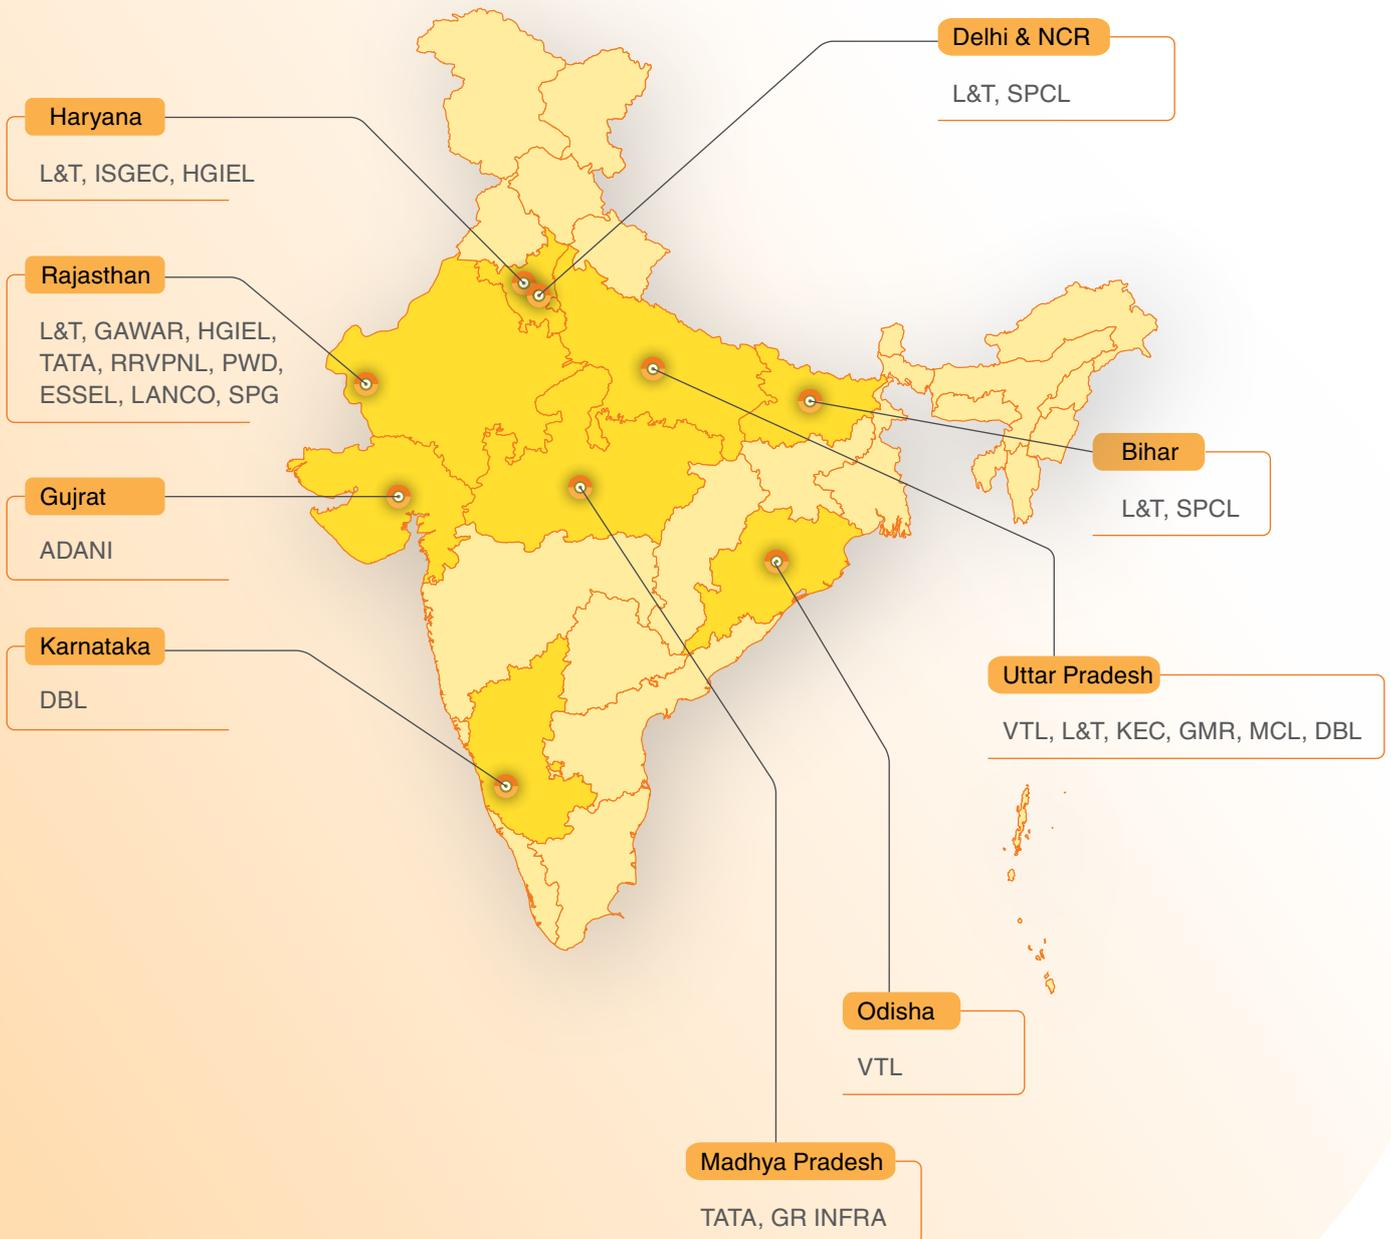 Delhi & NCR
L&T, SPCL
Haryana
L&T, ISGEC, HGIEL
Rajasthan
L&T, GAWAR, HGIEL,
TATA, RRVPNL, PWD,
ESSEL, LANCO, SPG
Gujrat
ADANI
Karnataka
DBL
Bihar
L&T, SPCL
Uttar Pradesh
VTL, L&T, KEC, GMR, MCL, DBL
Odisha
VTL
Madhya Pradesh
TATA, GR INFRA